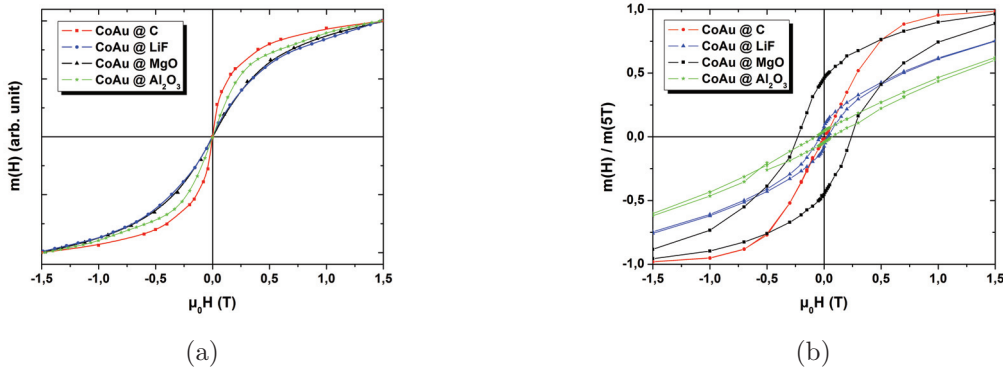 m(H) (arb. unit)
CoAu @ C
CoAu @ LiF
CoAu @ MgO
CoAu @ Al₂O₃
-1,5 -1,0 -0,5 0,0 0,5 1,0 1,5
µ₀H (T)
(a)
m(H) / m(5T)
1,0
0,5
0,0
-0,5
-1,0
CoAu @ C
CoAu @ LiF
CoAu @ MgO
CoAu @ Al₂O₃
-1,5 -1,0 -0,5 0,0 0,5 1,0 1,5
µ₀H (T)
(b)